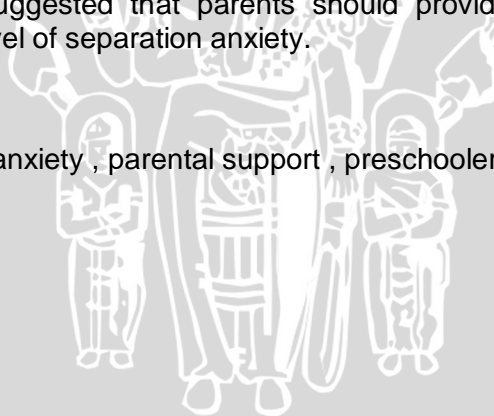 uggested that parents should provid
vel of separation anxiety.
anxiety , parental support , preschooler